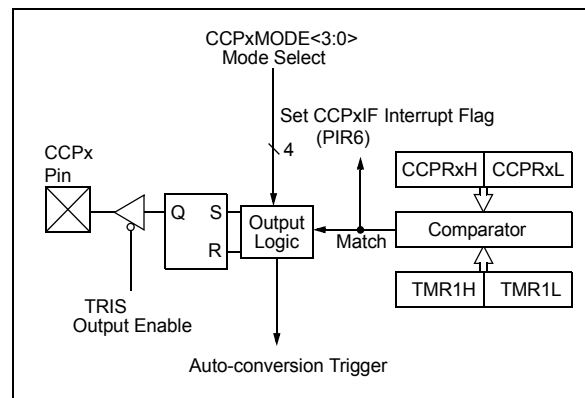 CCPxMODE<3:0>
Mode Select
Set CCPxIF Interrupt Flag
(PIR6)
4
CCPx
Pin
CCPRxH CCPRxL
Q S
R
Output
Logic
Match
Comparator
TMR1H TMR1L
TRIS
Output Enable
Auto-conversion Trigger